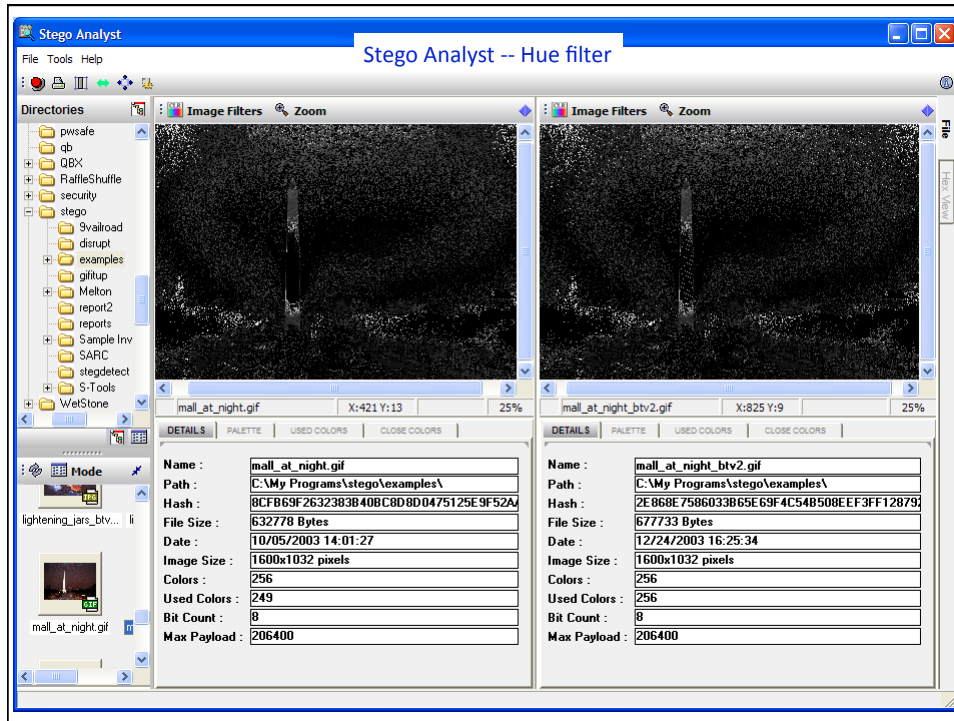 Stego Analyst
Stego Analyst -- Hue filter
File Tools Help
Directories
pwsafe
qb
QBX
RaffleShuffle
security
stego
9vailroad
disrupt
examples
gifitup
Melton
report2
reports
Sample Inv
SARC
stegdetect
S-Tools
WetStone
Mode
JPG
lightening_jars_btv... li
GIF
mall_at_night.gif m
Image Filters Zoom
mall_at_night.gif X:421 Y:13 25%
DETAILS PALETTE USED COLORS CLOSE COLORS
Name : mall_at_night.gif
Path : C:\My Programs\stego\examples\
Hash : 8CFB69F2632383B40BC8D8D0475125E9F52A
File Size : 632778 Bytes
Date : 10/05/2003 14:01:27
Image Size : 1600x1032 pixels
Colors : 256
Used Colors : 249
Bit Count : 8
Max Payload : 206400
Image Filters Zoom
mall_at_night_btv2.gif X:825 Y:9 25%
DETAILS PALETTE USED COLORS CLOSE COLORS
Name : mall_at_night_btv2.gif
Path : C:\My Programs\stego\examples\
Hash : 2E868E7586033B65E69F4C54B508EEF3FF128792
File Size : 677733 Bytes
Date : 12/24/2003 16:25:34
Image Size : 1600x1032 pixels
Colors : 256
Used Colors : 256
Bit Count : 8
Max Payload : 206400
File
Hex View